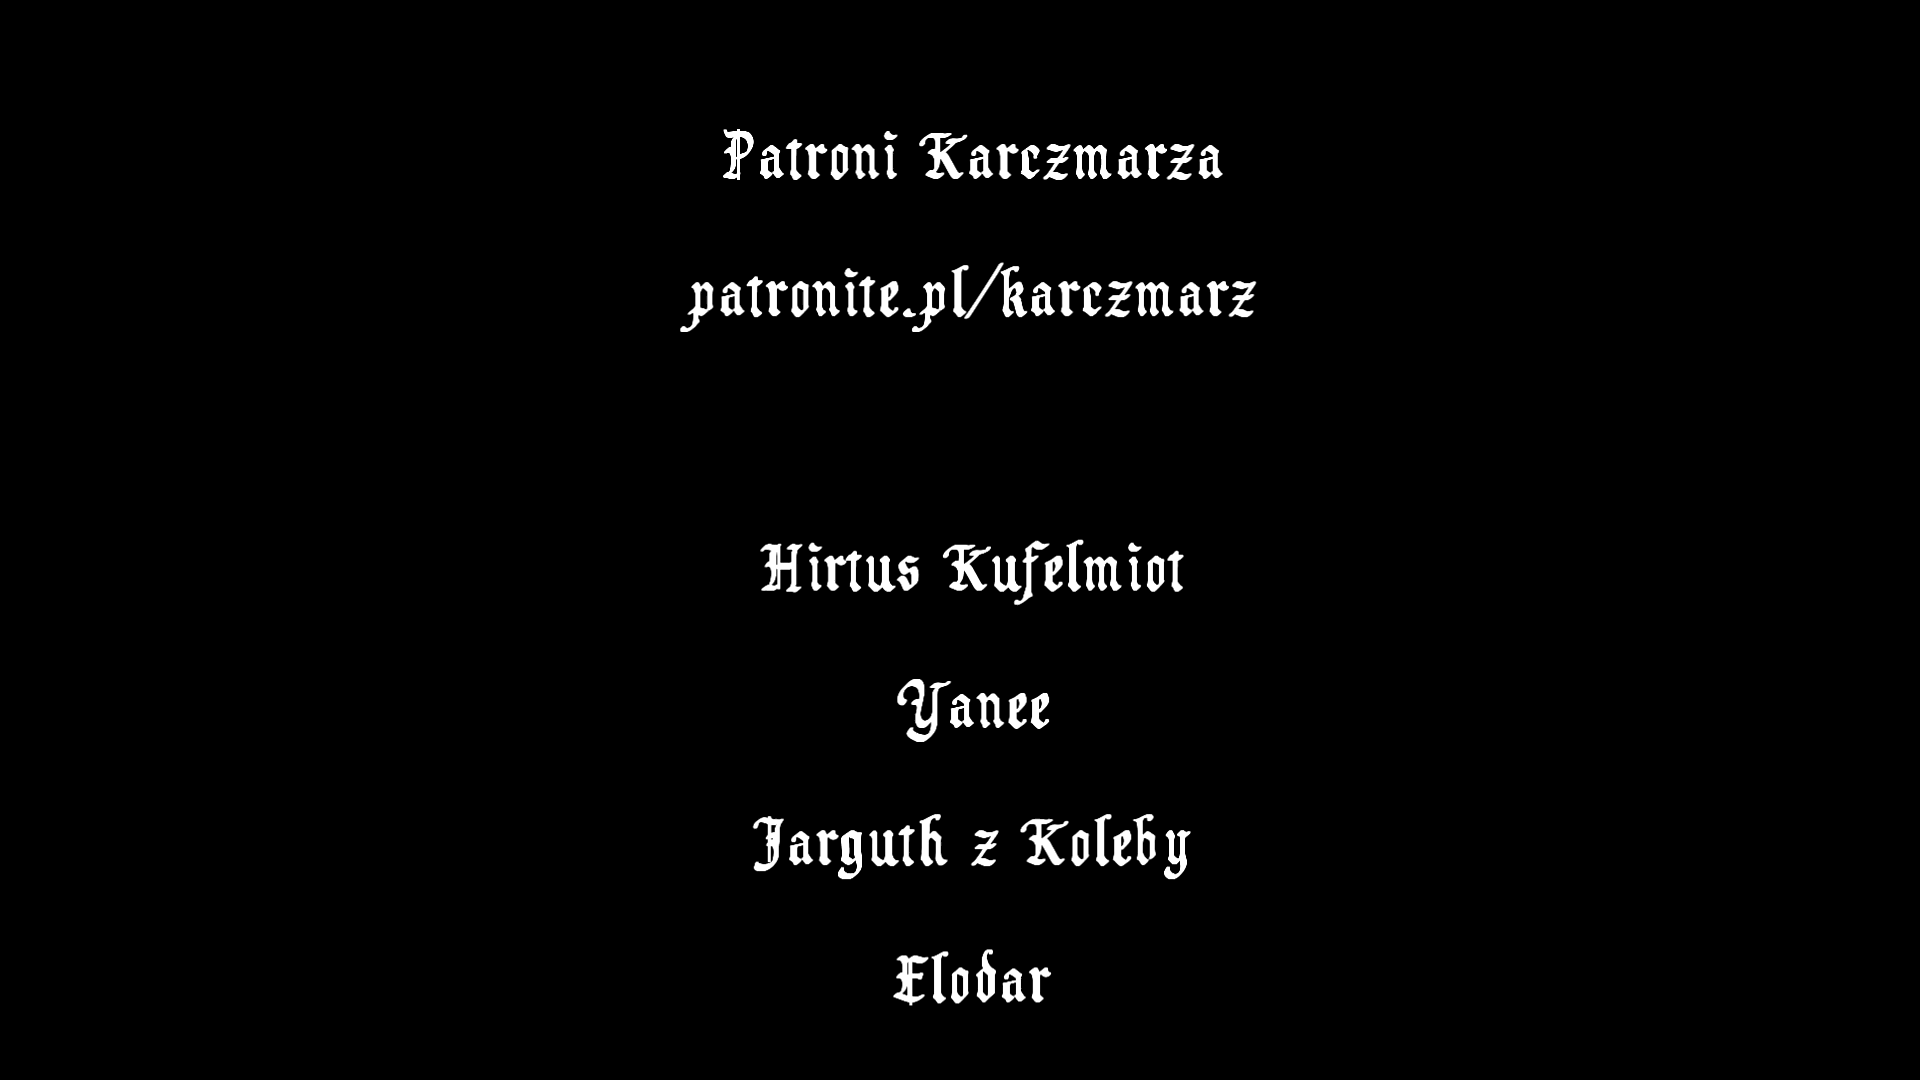 Patroni Karczmarza
patronite.pl/karczmarz
Hirtus Kufelmiot
Yanee
Jarguth z Koleby
Elodar